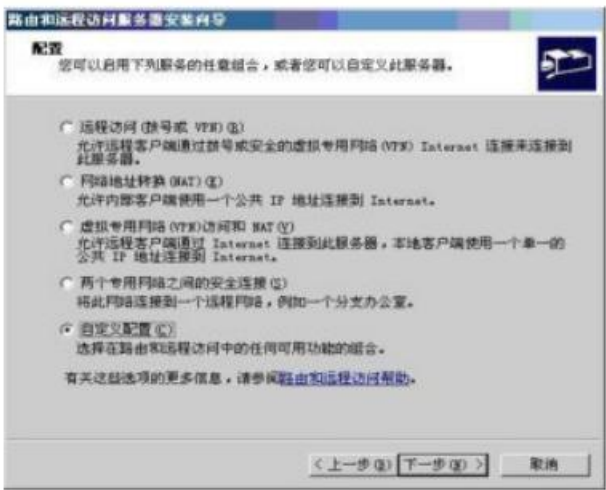 路由和远程访问服务器安装向导
配置
您可以启用下列服务的任意组合，或者您可以自定义此服务器。
远程访问(拨号或 VPN)(R)
允许远程客户端通过拨号或安全的虚拟专用网络(VPN) Internet 连接来连接到
此服务器。
网络地址转换(NAT)(E)
允许内部客户端使用一个公共 IP 地址连接到 Internet。
虚拟专用网络(VPN)访问和 NAT(V)
允许远程客户端通过 Internet 连接到此服务器，本地客户端使用一个单一的
公共 IP 地址连接到 Internet。
两个专用网络之间的安全连接(S)
将此网络连接到一个远程网络，例如一个分支办公室。
自定义配置(C)
选择在路由和远程访问中的任何可用功能的组合。
有关这些选项的更多信息，请参阅路由和远程访问帮助。
<上一步(B) 下一步(N)> 取消